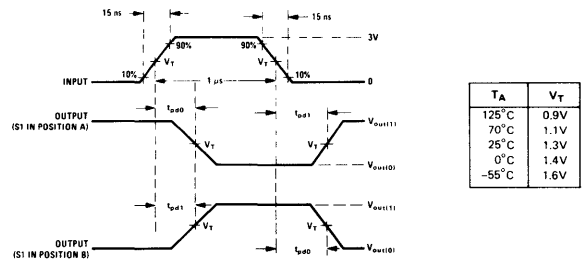 15 ns
15 ns
90%
90%
3V
V_T
V_T
10%
1 μs
10%
INPUT
0
t_pd0
t_pd1
OUTPUT
(S1 IN POSITION A)
V_out(1)
V_T
V_T
V_out(0)
t_pd1
V_out(1)
V_T
V_T
OUTPUT
(S1 IN POSITION B)
t_pd0
V_out(0)
T_A V_T
125°C 0.9V
70°C 1.1V
25°C 1.3V
0°C 1.4V
-55°C 1.6V